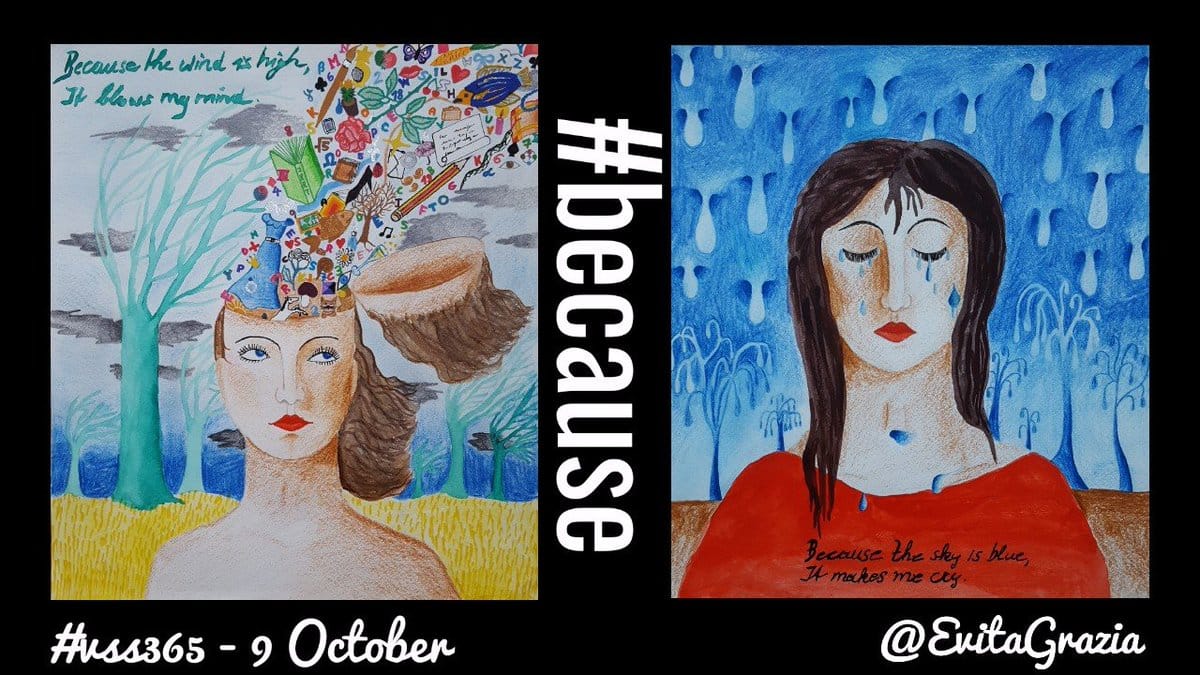 Because the wind is high,
It blows my mind.
#because
Because the sky is blue,
It makes me cry.
#vss365 - 9 October
@EvitaGrazia